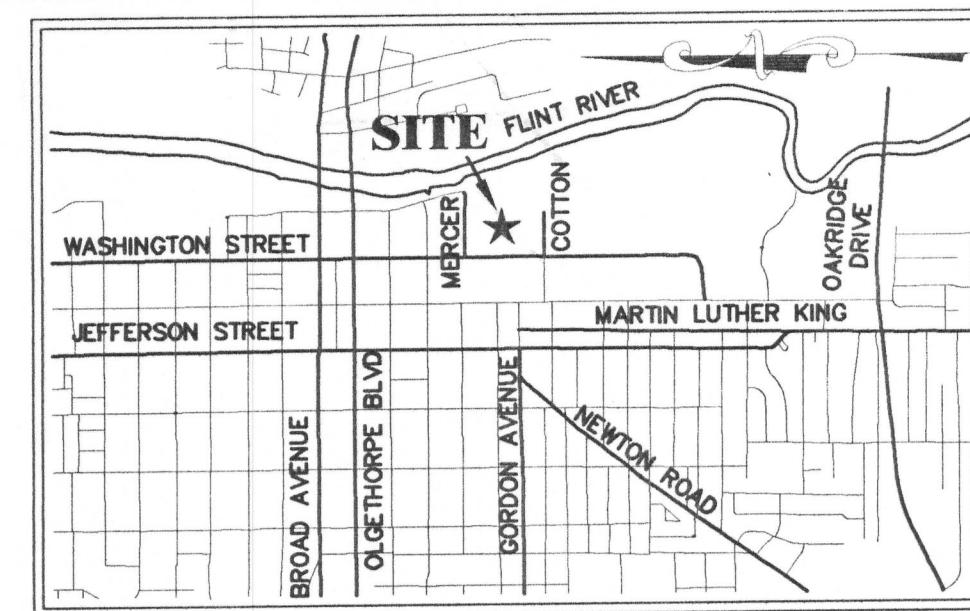 N
SITE
FLINT RIVER
MERCER
COTTON
WASHINGTON STREET
OAKRIDGE
DRIVE
MARTIN LUTHER KING
JEFFERSON STREET
BROAD AVENUE
OLGETHORPE BLVD
GORDON AVENUE
NEWTON ROAD